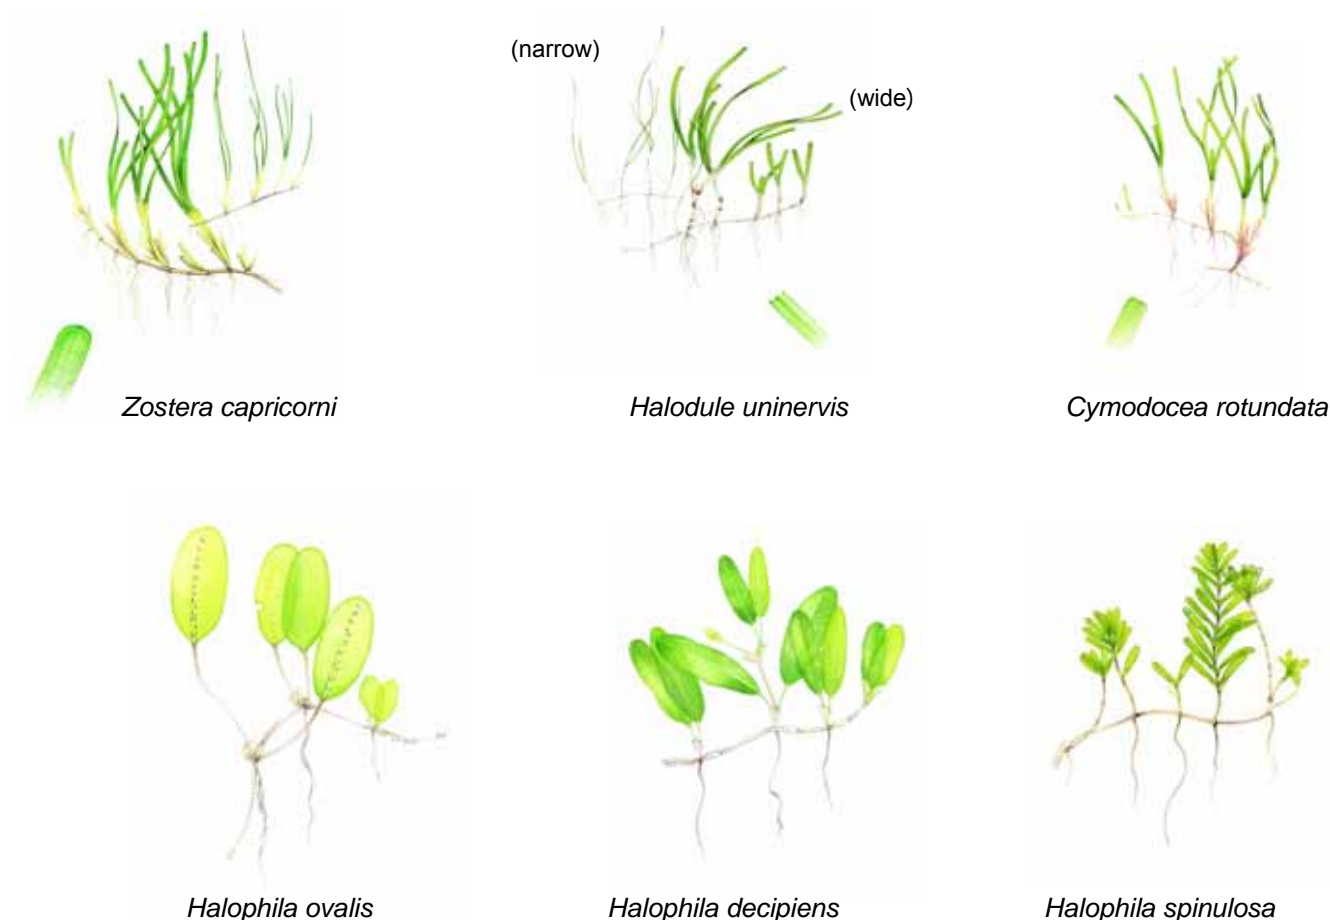 (narrow)
(wide)
Zostera capricorni
Halodule uninervis
Cymodocea rotundata
Halophila ovalis
Halophila decipiens
Halophila spinulosa